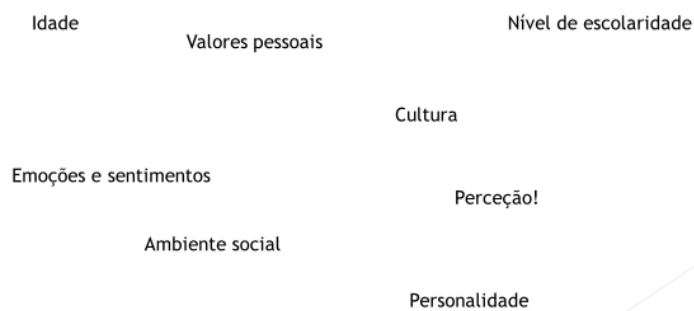 Idade
Nível de escolaridade
Valores pessoais
Cultura
Emoções e sentimentos
Perceção!
Ambiente social
Personalidade